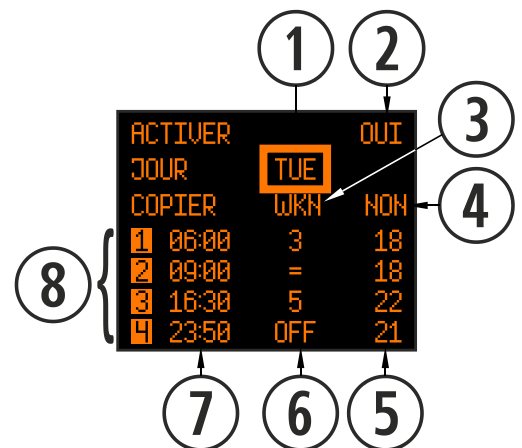 1 2
3
ACTIVER OUI
JOUR TUE
COPIER WKN NON 4
8
1 06:00 3 18
2 09:00 = 18
3 16:30 5 22
4 23:50 OFF 21
7 6 5